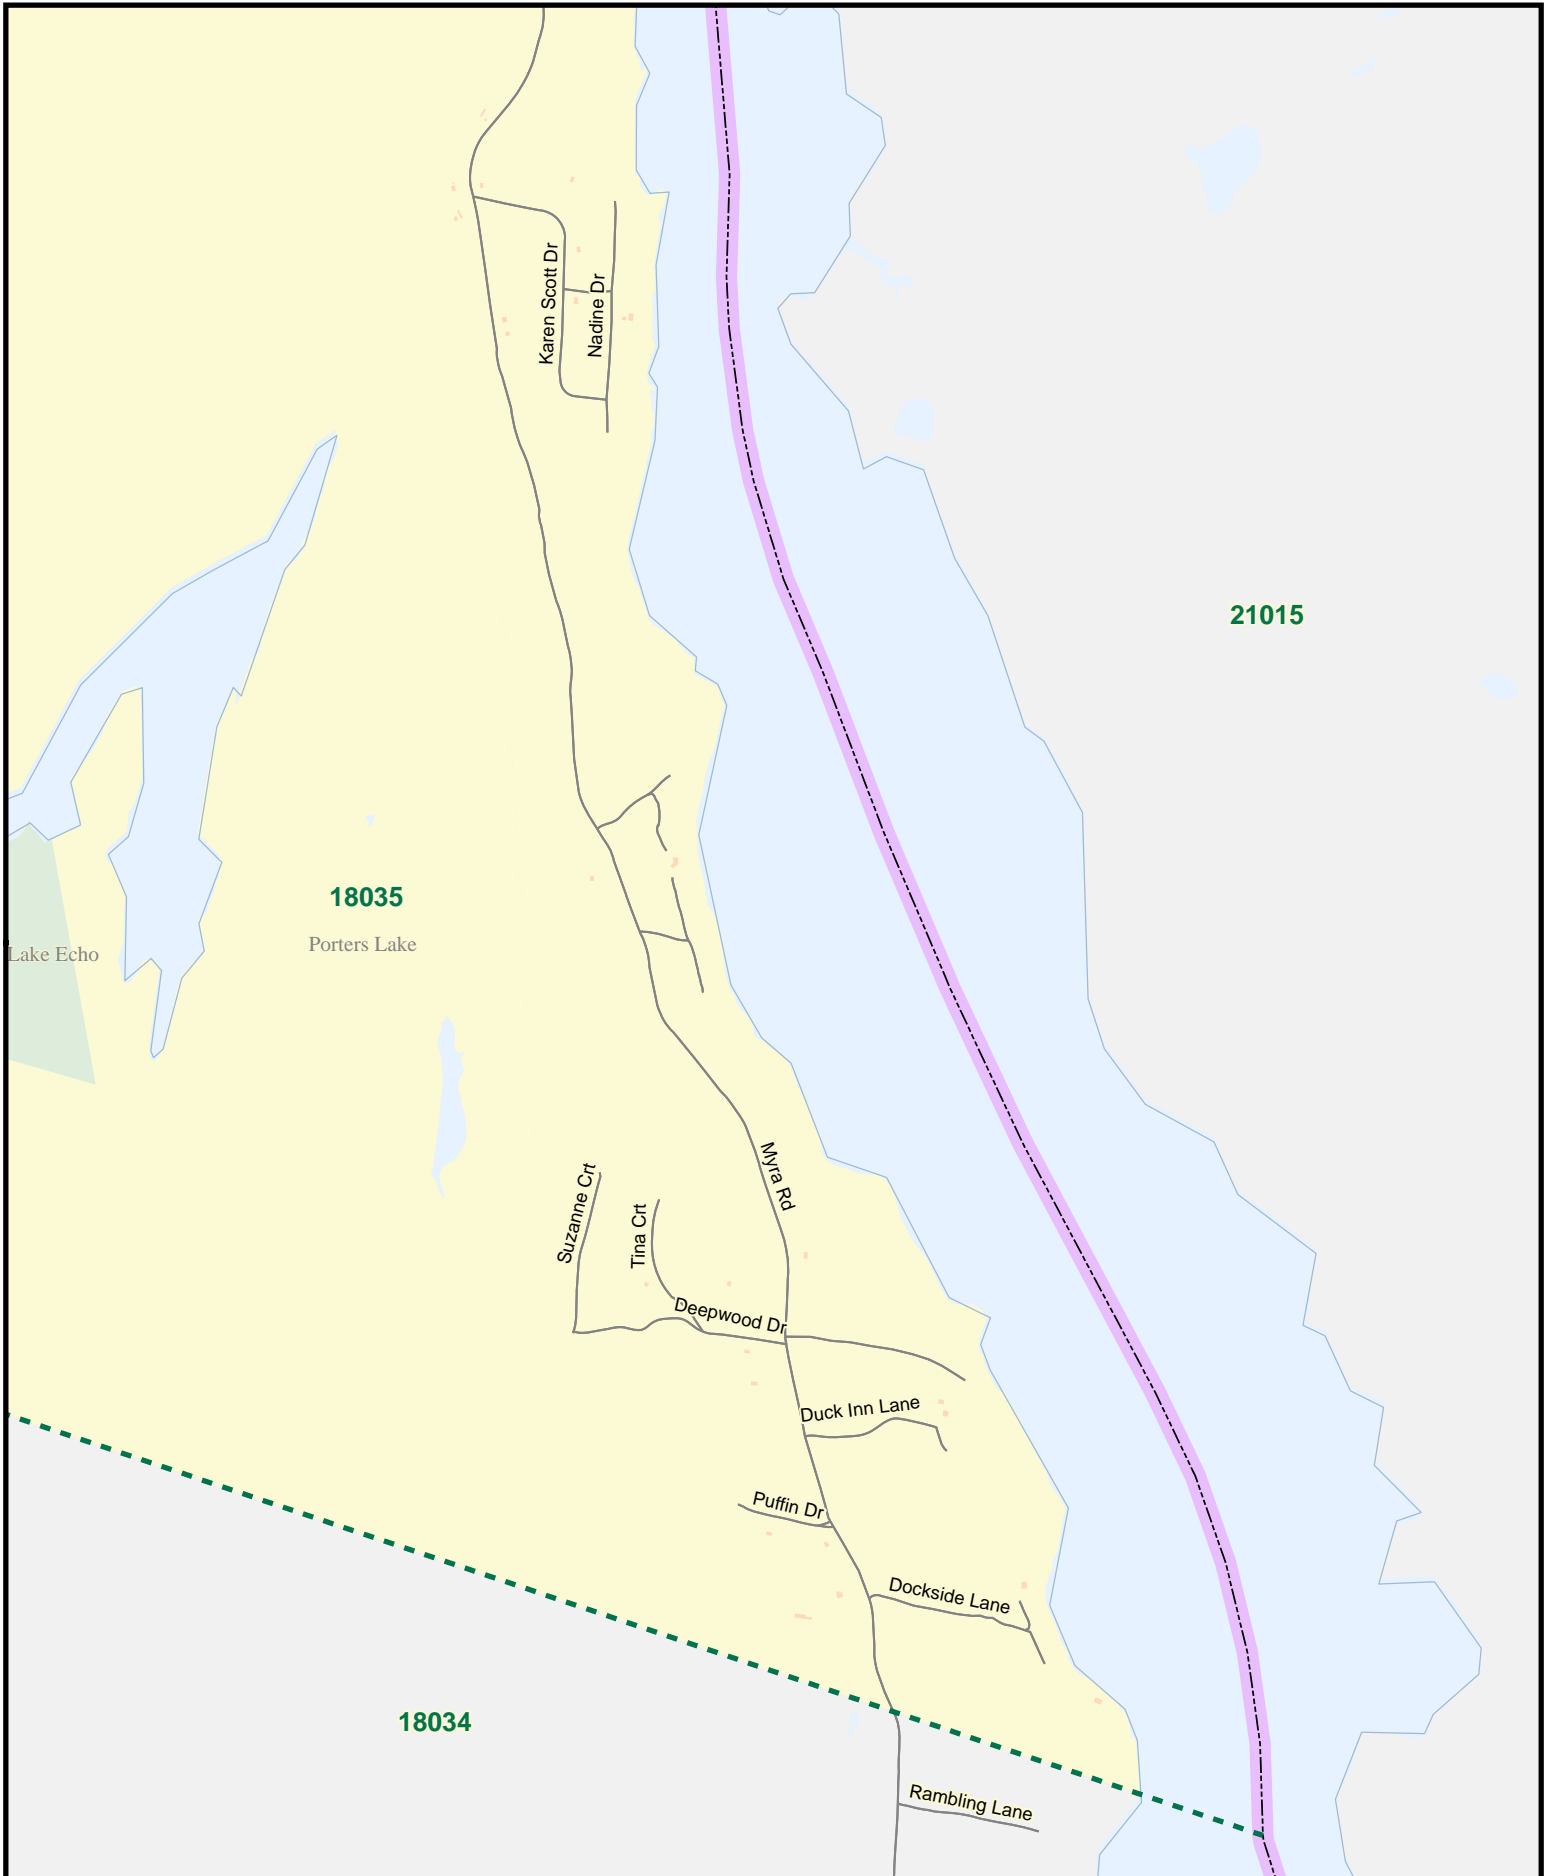 Karen Scott Dr
Nadine Dr
21015
18035
Porters Lake
Lake Echo
Myra Rd
Suzanne Crt
Tina Crt
Deepwood Dr
Duck Inn Lane
Puffin Dr
Dockside Lane
18034
Rambling Lane